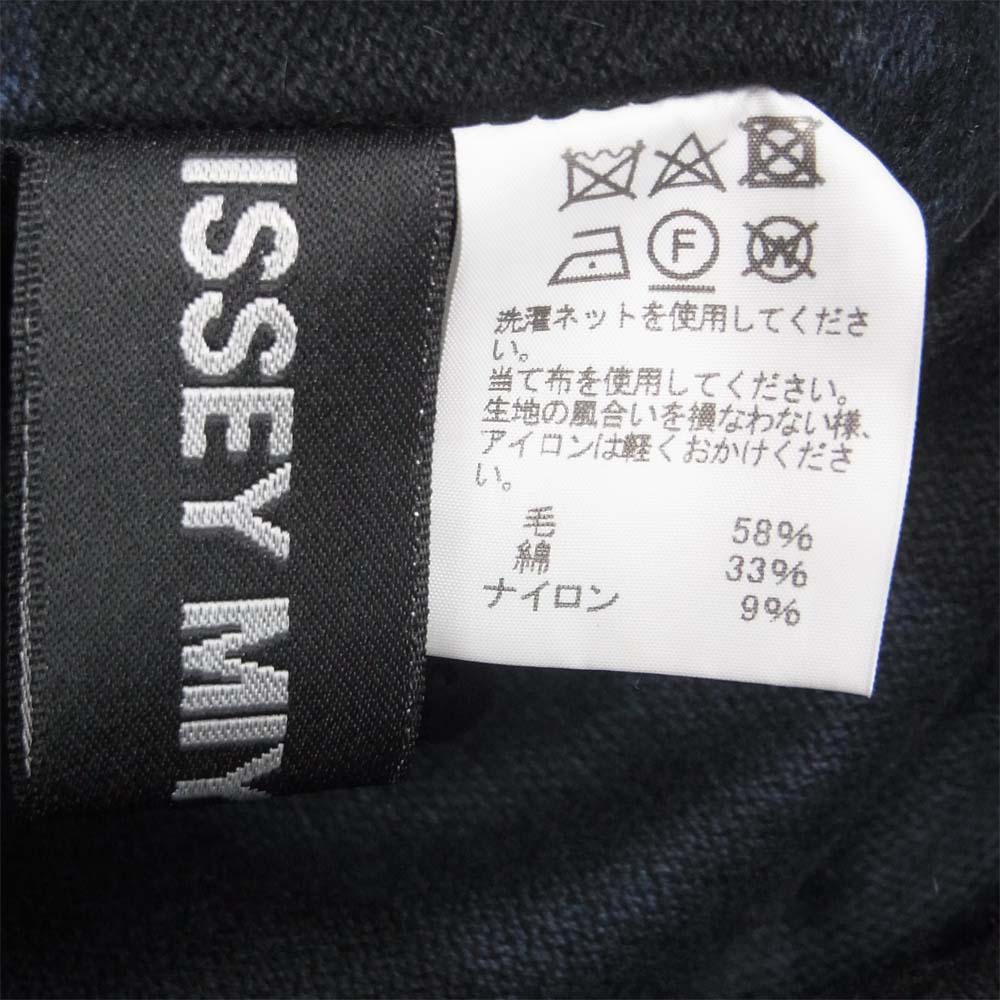 ISSEY MIY
F
W
洗濯ネットを使用してくださ
い。
当て布を使用してください。
生地の風合いを損なわない様、
アイロンは軽くおかけくださ
い。
毛 58%
綿 33%
ナイロン 9%